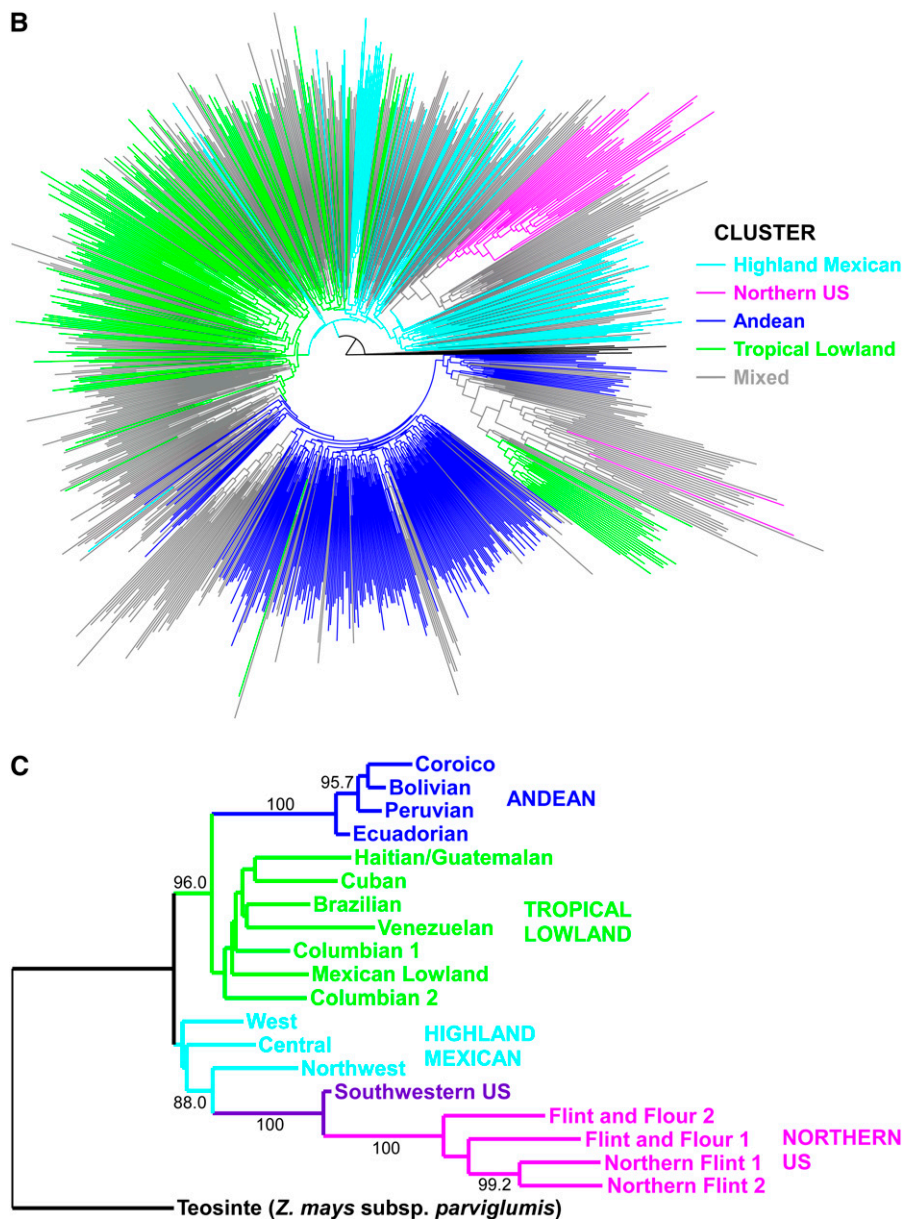 B
CLUSTER
Highland Mexican
Northern US
Andean
Tropical Lowland
Mixed
C
Coroico
95.7
Bolivian
ANDEAN
100
Peruvian
Ecuadorian
Haitian/Guatemalan
96.0
Cuban
Brazilian
TROPICAL
LOWLAND
Venezuelan
Columbian 1
Mexican Lowland
Columbian 2
West
HIGHLAND
MEXICAN
Central
Northwest
88.0
Southwestern US
100
Flint and Flour 2
100
Flint and Flour 1
NORTHERN
US
Northern Flint 1
99.2
Northern Flint 2
Teosinte (Z. mays subsp. parviglumis)